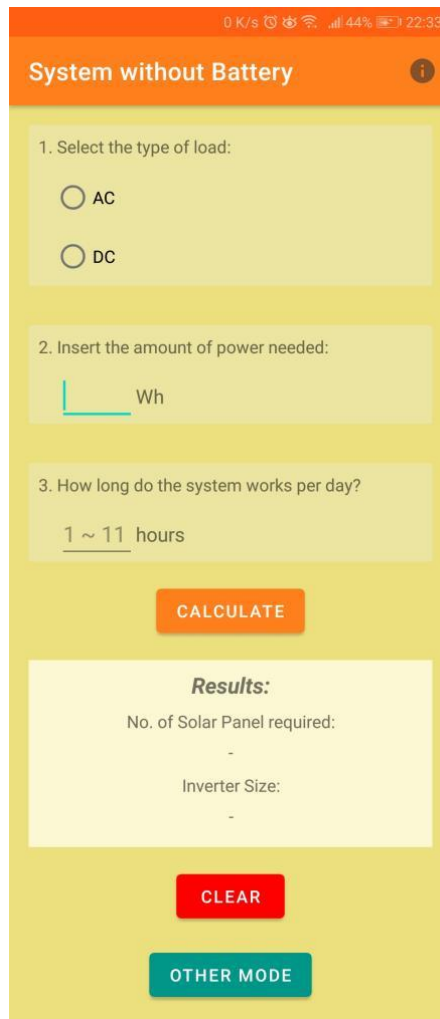 0 K/s 44% 22:33
System without Battery
1. Select the type of load:
AC
DC
2. Insert the amount of power needed:
Wh
3. How long do the system works per day?
1 ~ 11 hours
CALCULATE
Results:
No. of Solar Panel required:
-
Inverter Size:
-
CLEAR
OTHER MODE